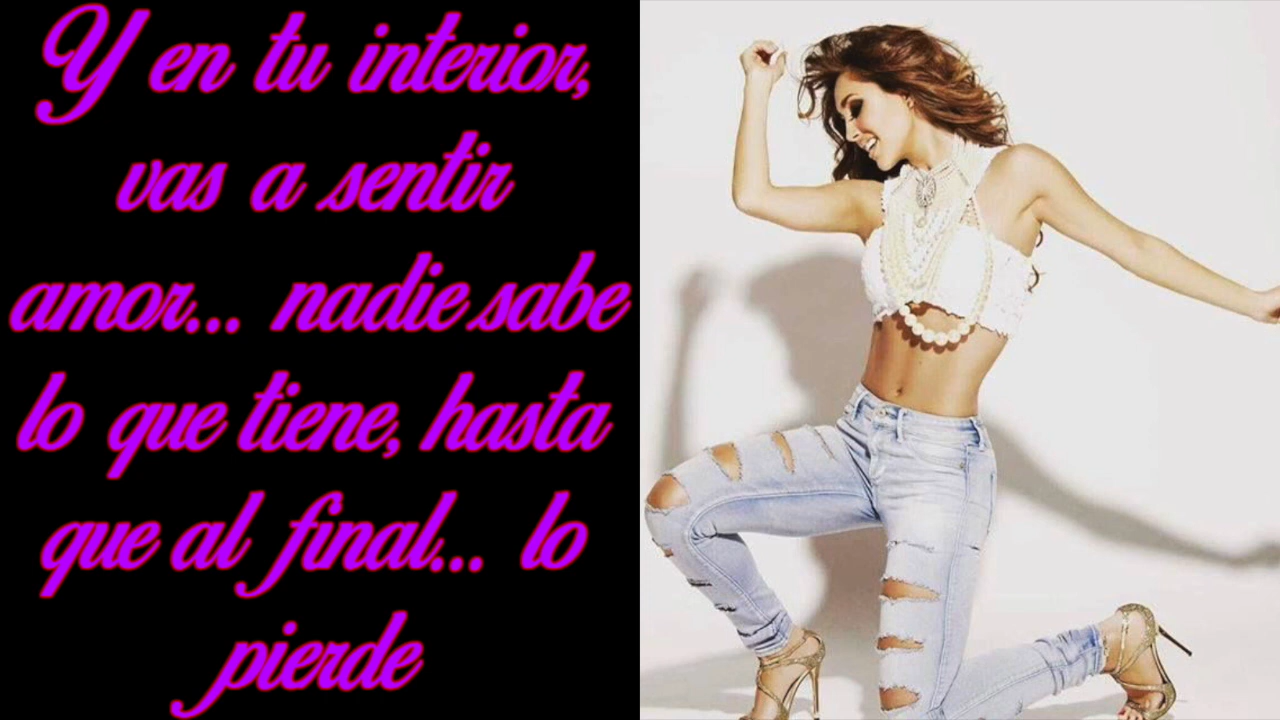 Y en tu interior,
vas a sentir
amor... nadie sabe
lo que tiene, hasta
que al final... lo
pierde